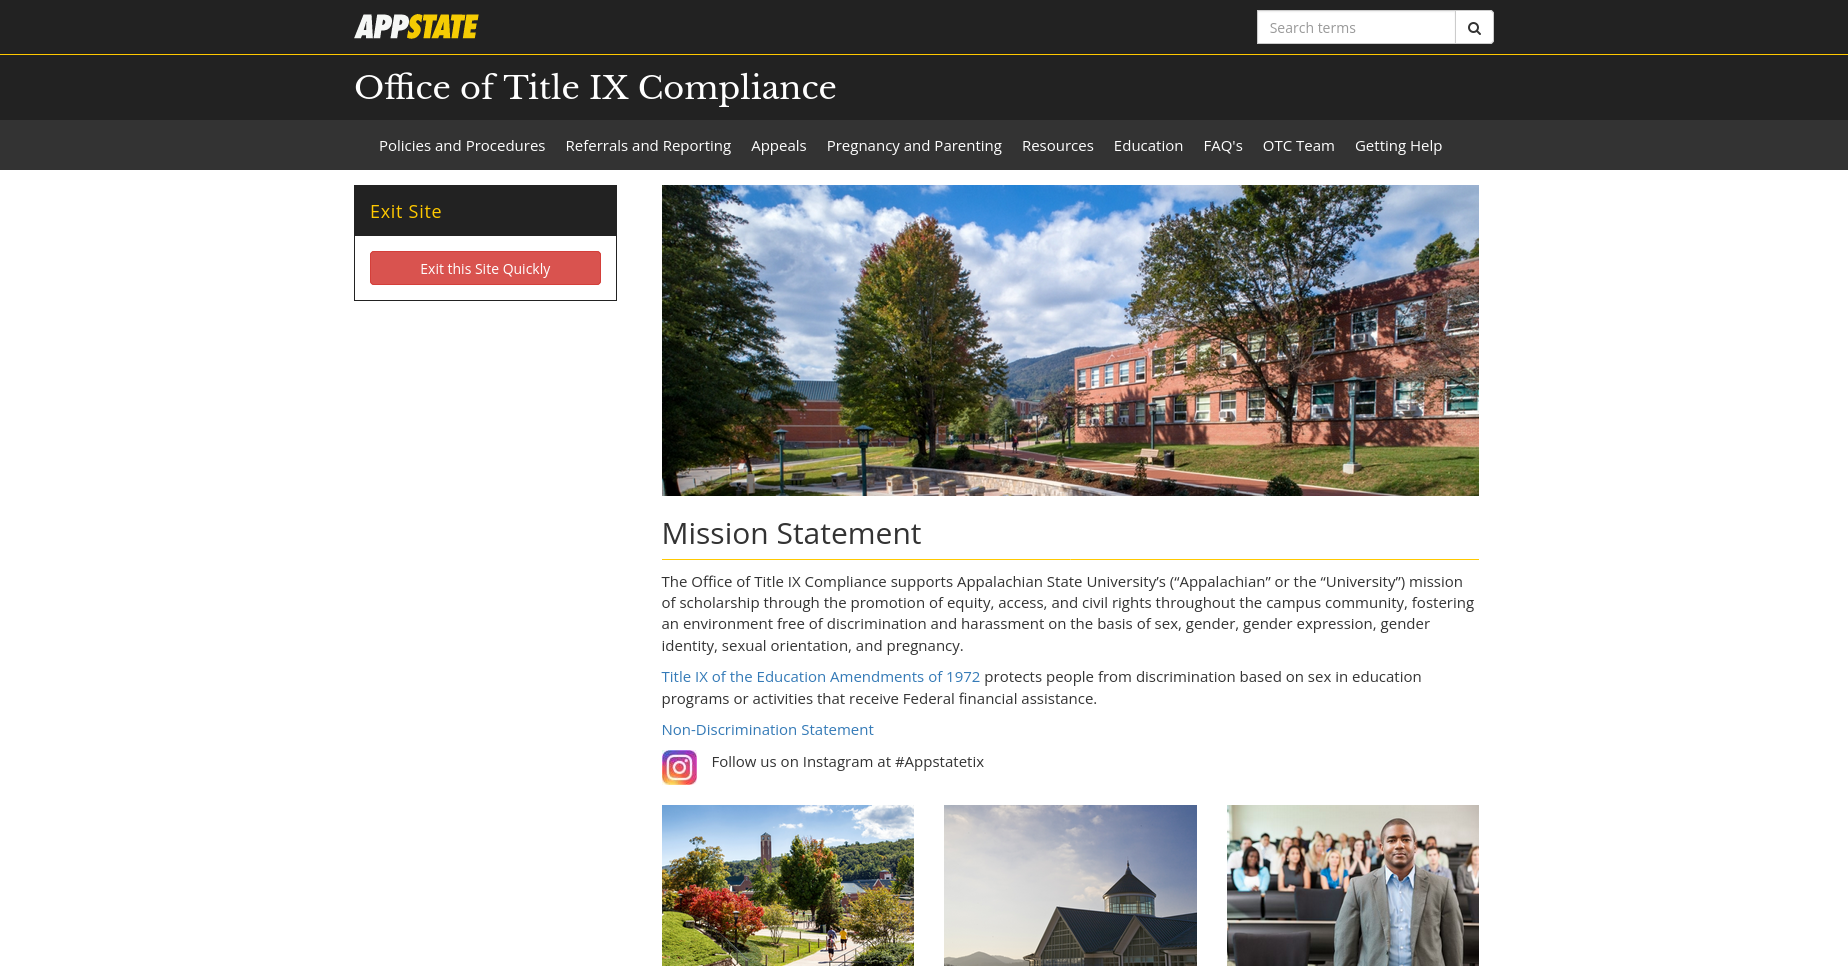 APPSTATE
Search terms
Office of Title IX Compliance
Policies and Procedures Referrals and Reporting Appeals Pregnancy and Parenting Resources Education FAQ's OTC Team Getting Help
Exit Site
Exit this Site Quickly
Mission Statement
The Office of Title IX Compliance supports Appalachian State University’s (“Appalachian” or the “University”) mission
of scholarship through the promotion of equity, access, and civil rights throughout the campus community, fostering
an environment free of discrimination and harassment on the basis of sex, gender, gender expression, gender
identity, sexual orientation, and pregnancy.
Title IX of the Education Amendments of 1972 protects people from discrimination based on sex in education
programs or activities that receive Federal financial assistance.
Non-Discrimination Statement
Follow us on Instagram at #Appstatetix